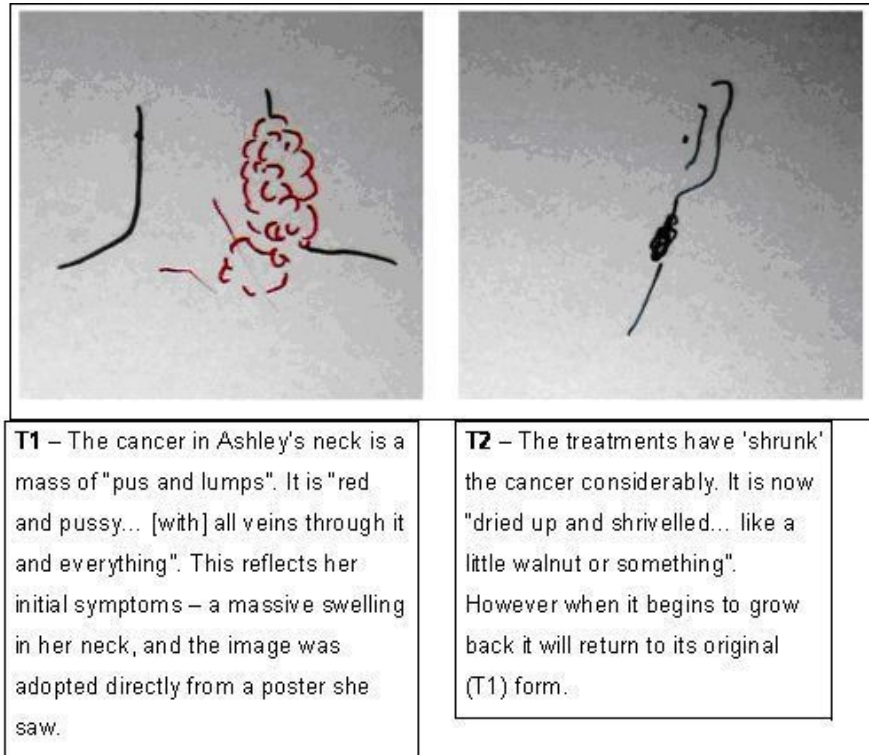 T1 – The cancer in Ashley's neck is a
mass of "pus and lumps". It is "red
and pussy... [with] all veins through it
and everything". This reflects her
initial symptoms – a massive swelling
in her neck, and the image was
adopted directly from a poster she
saw.
T2 – The treatments have 'shrunk'
the cancer considerably. It is now
"dried up and shrivelled... like a
little walnut or something".
However when it begins to grow
back it will return to its original
(T1) form.